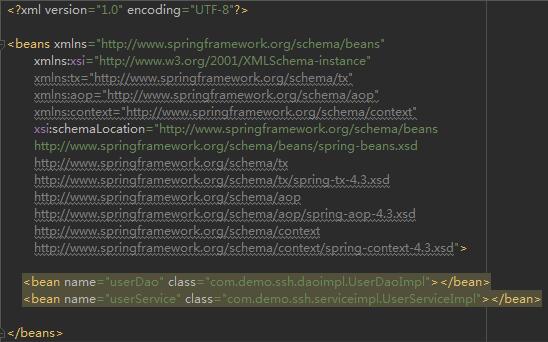 <?xml version="1.0" encoding="UTF-8"?>
<beans xmlns="http://www.springframework.org/schema/beans"
xmlns:xsi="http://www.w3.org/2001/XMLSchema-instance"
xmlns:tx="http://www.springframework.org/schema/tx"
xmlns:aop="http://www.springframework.org/schema/aop"
xmlns:context="http://www.springframework.org/schema/context"
xsi:schemaLocation="http://www.springframework.org/schema/beans
http://www.springframework.org/schema/beans/spring-beans.xsd
http://www.springframework.org/schema/tx
http://www.springframework.org/schema/tx/spring-tx-4.3.xsd
http://www.springframework.org/schema/aop
http://www.springframework.org/schema/aop/spring-aop-4.3.xsd
http://www.springframework.org/schema/context
http://www.springframework.org/schema/context/spring-context-4.3.xsd">
<bean name="userDao" class="com.demo.ssh.daoimpl.UserDaoImpl"></bean>
<bean name="userService" class="com.demo.ssh.serviceimpl.UserServiceImpl"></bean>
</beans>